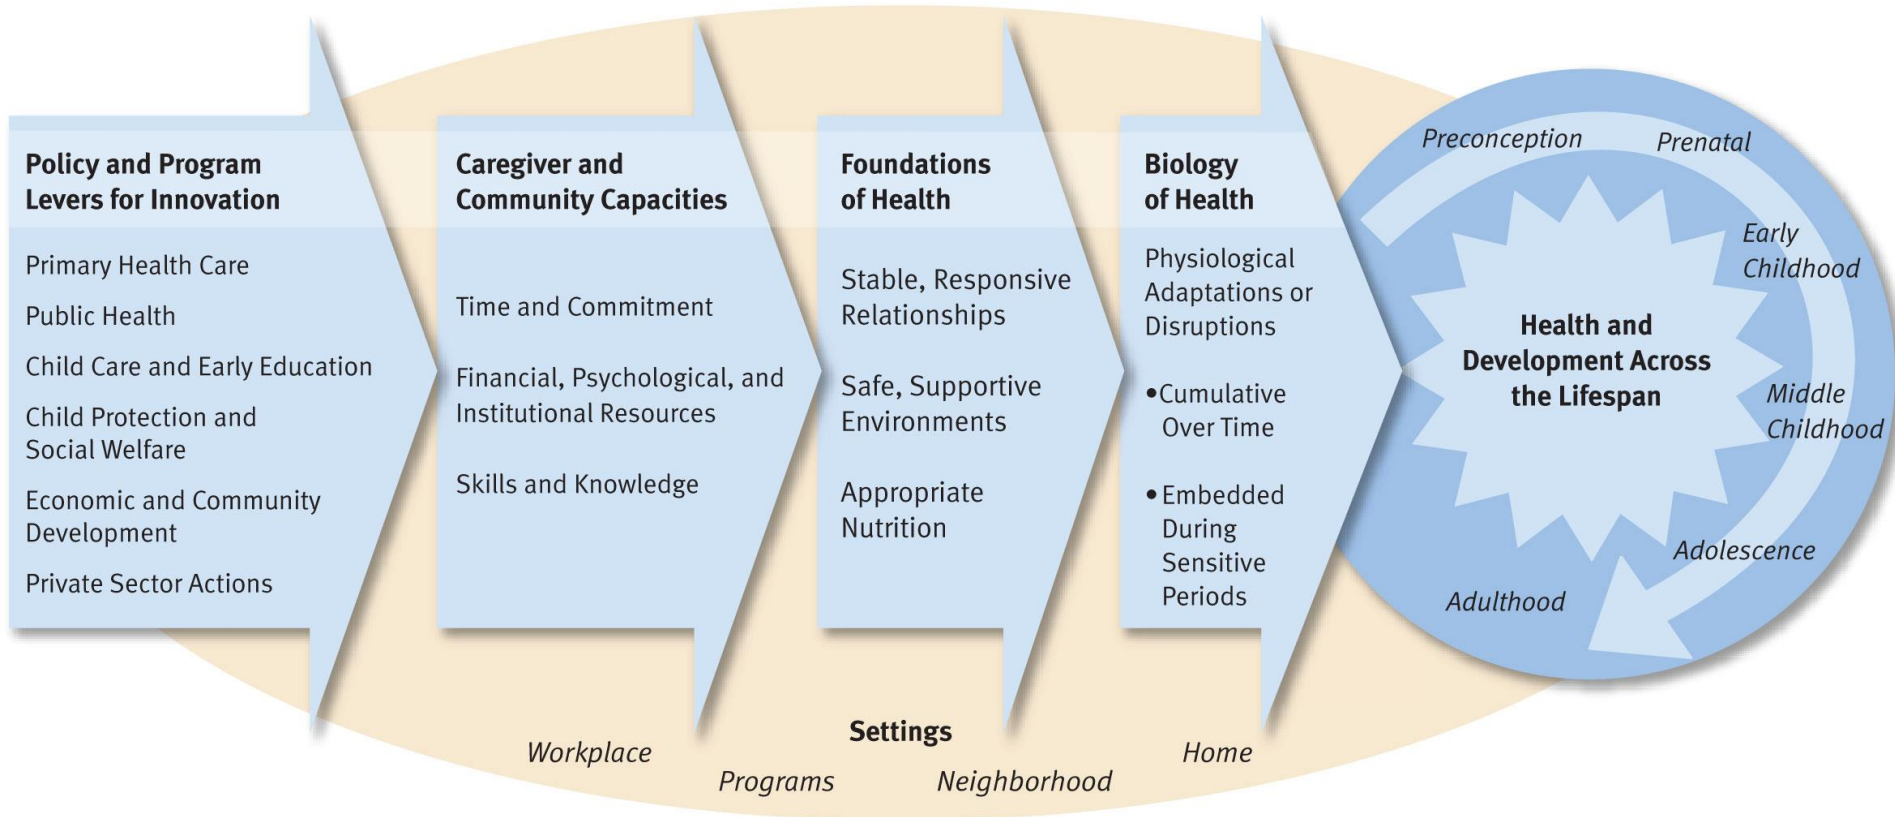 Policy and Program
Levers for Innovation
Primary Health Care
Public Health
Child Care and Early Education
Child Protection and
Social Welfare
Economic and Community
Development
Private Sector Actions
Caregiver and
Community Capacities
Time and Commitment
Financial, Psychological, and
Institutional Resources
Skills and Knowledge
Foundations
of Health
Stable, Responsive
Relationships
Safe, Supportive
Environments
Appropriate
Nutrition
Biology
of Health
Physiological
Adaptations or
Disruptions
•Cumulative
Over Time
•Embedded
During
Sensitive
Periods
Preconception
Prenatal
Early
Childhood
Middle
Childhood
Adolescence
Adulthood
Health and
Development Across
the Lifespan
Settings
Workplace
Programs
Neighborhood
Home